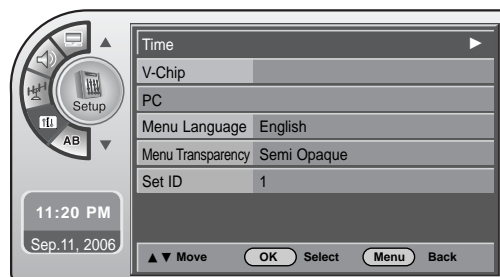 Time ►
V-Chip
PC
Menu Language English
Menu Transparency Semi Opaque
Set ID 1
Setup
AB
11:20 PM
Sep.11, 2006
▲▼ Move OK Select Menu Back